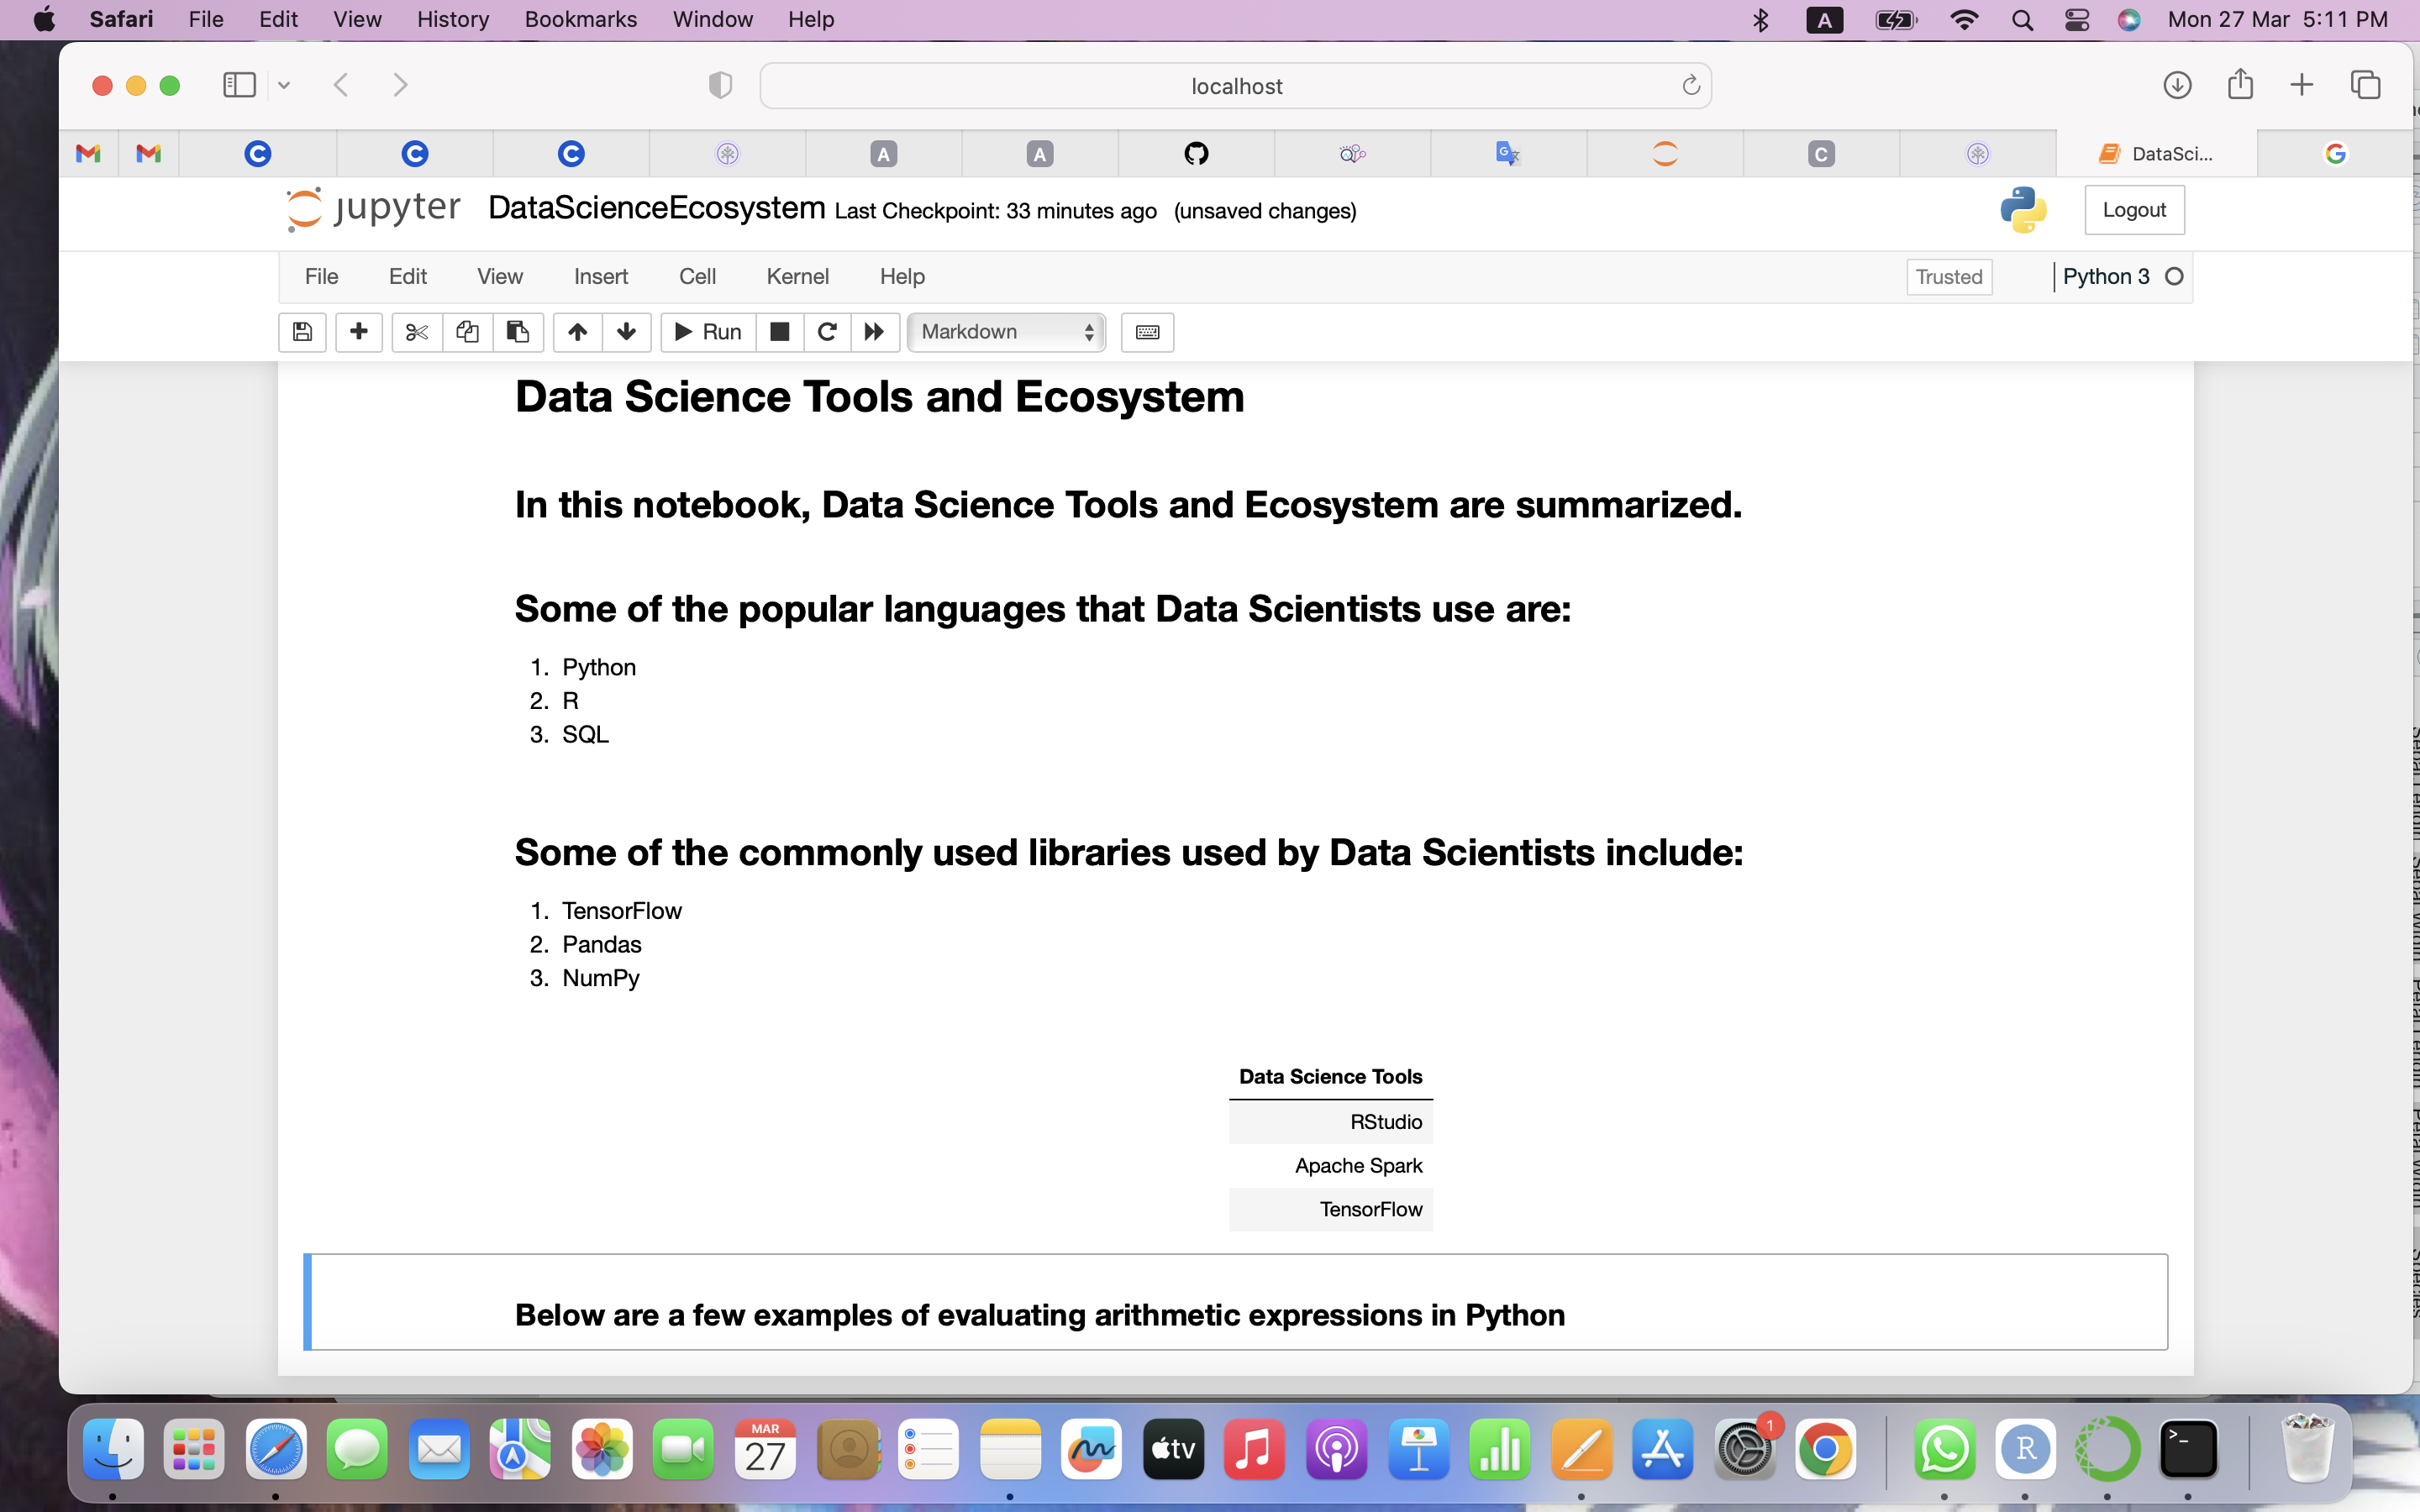 Safari File Edit View History Bookmarks Window Help A Mon 27 Mar 5:11 PM
localhost
A A C DataSci...
jupyter DataScienceEcosystem Last Checkpoint: 33 minutes ago (unsaved changes) Logout
File Edit View Insert Cell Kernel Help Trusted Python 3
Run Markdown
Data Science Tools and Ecosystem
In this notebook, Data Science Tools and Ecosystem are summarized.
Some of the popular languages that Data Scientists use are:
1. Python
2. R
3. SQL
Some of the commonly used libraries used by Data Scientists include:
1. TensorFlow
2. Pandas
3. NumPy
Data Science Tools
RStudio
Apache Spark
TensorFlow
Below are a few examples of evaluating arithmetic expressions in Python
MAR
27
tv
1
R